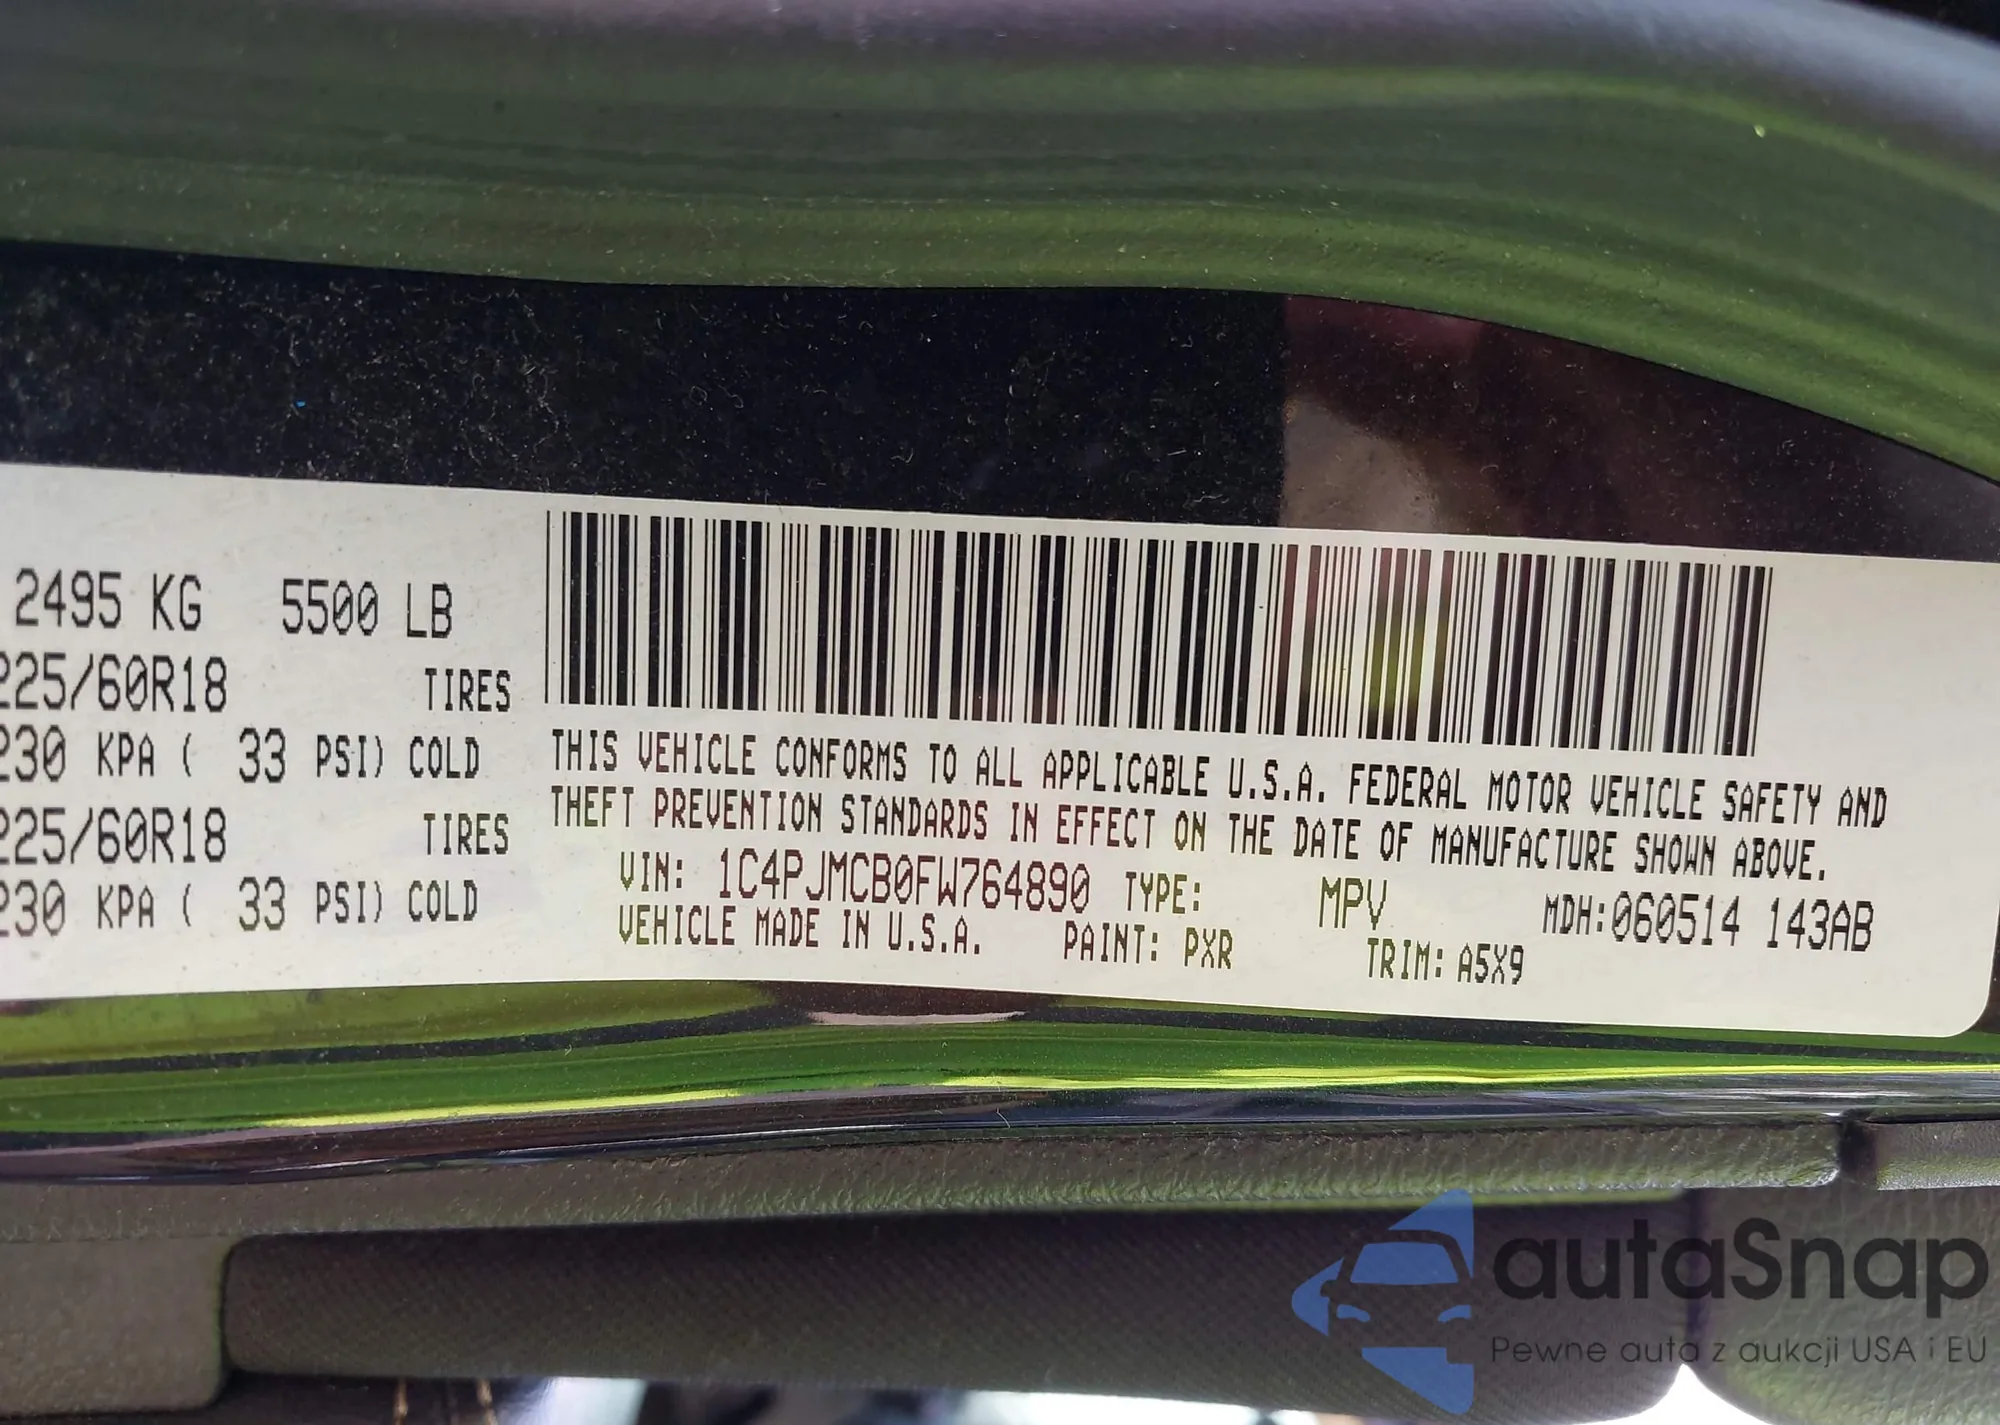 2495 KG 5500 LB
225/60R18 TIRES
230 KPA ( 33 PSI) COLD
225/60R18 TIRES
230 KPA ( 33 PSI) COLD
THIS VEHICLE CONFORMS TO ALL APPLICABLE U.S.A. FEDERAL MOTOR VEHICLE SAFETY AND
THEFT PREVENTION STANDARDS IN EFFECT ON THE DATE OF MANUFACTURE SHOWN ABOVE.
VIN: 1C4PJMCB0FW764890 TYPE: MPV MDH:060514 143AB
VEHICLE MADE IN U.S.A. PAINT: PXR TRIM: A5X9
autaSnap
Pewne auta z aukcji USA i EU